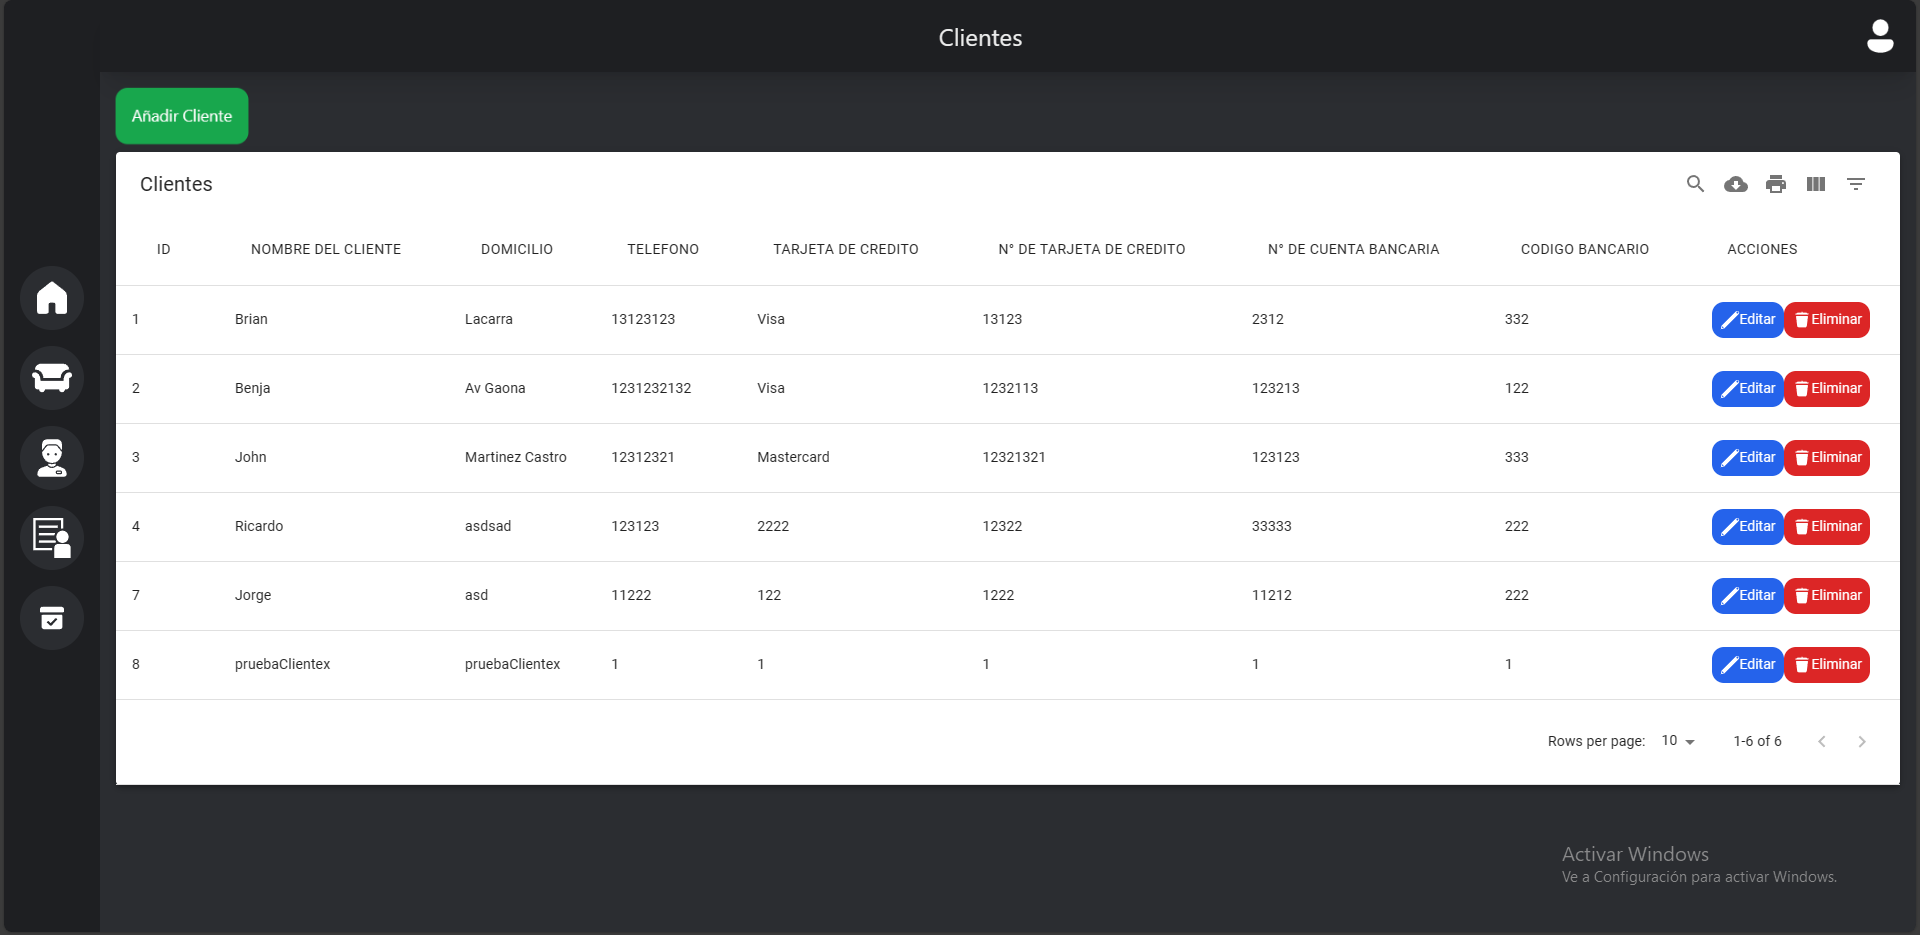 Clientes
Añadir Cliente
Clientes
ID NOMBRE DEL CLIENTE DOMICILIO TELEFONO TARJETA DE CREDITO N° DE TARJETA DE CREDITO N° DE CUENTA BANCARIA CODIGO BANCARIO ACCIONES
1 Brian Lacarra 13123123 Visa 13123 2312 332 Editar Eliminar
2 Benja Av Gaona 1231232132 Visa 1232113 123213 122 Editar Eliminar
3 John Martinez Castro 12312321 Mastercard 12321321 123123 333 Editar Eliminar
4 Ricardo asdsad 123123 2222 12322 33333 222 Editar Eliminar
7 Jorge asd 11222 122 1222 11212 222 Editar Eliminar
8 pruebaClientex pruebaClientex 1 1 1 1 1 Editar Eliminar
Rows per page: 10 1-6 of 6
Activar Windows
Ve a Configuración para activar Windows.